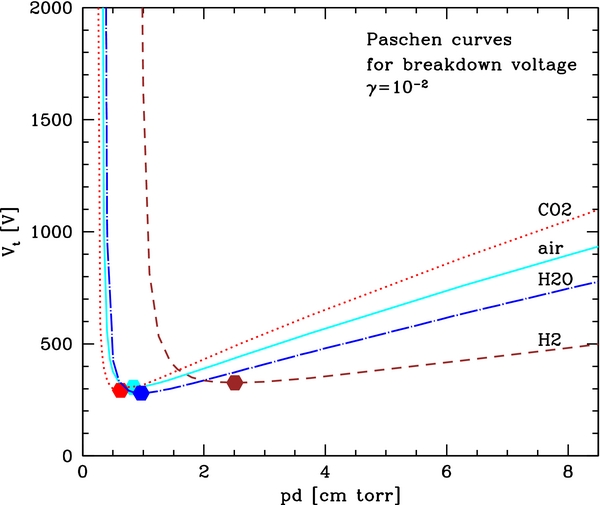 2000
Paschen curves
for breakdown voltage
γ=10⁻²
1500
CO2
1000
air
H2O
500
H2
0
0 2 4 6 8
V_t [V]
pd [cm torr]